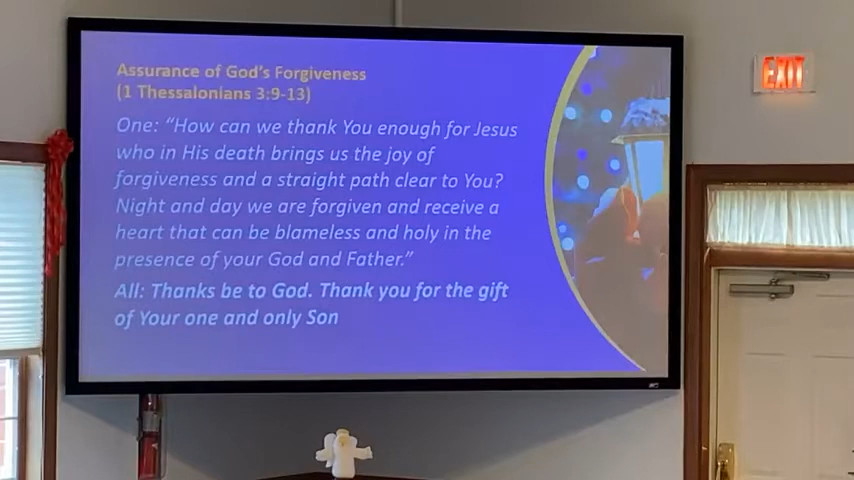 Assurance of God's Forgiveness
(1 Thessalonians 3:9-13)
One: "How can we thank You enough for Jesus
who in His death brings us the joy of
forgiveness and a straight path clear to You?
Night and day we are forgiven and receive a
heart that can be blameless and holy in the
presence of your God and Father."
All: Thanks be to God. Thank you for the gift
of Your one and only Son
EXIT